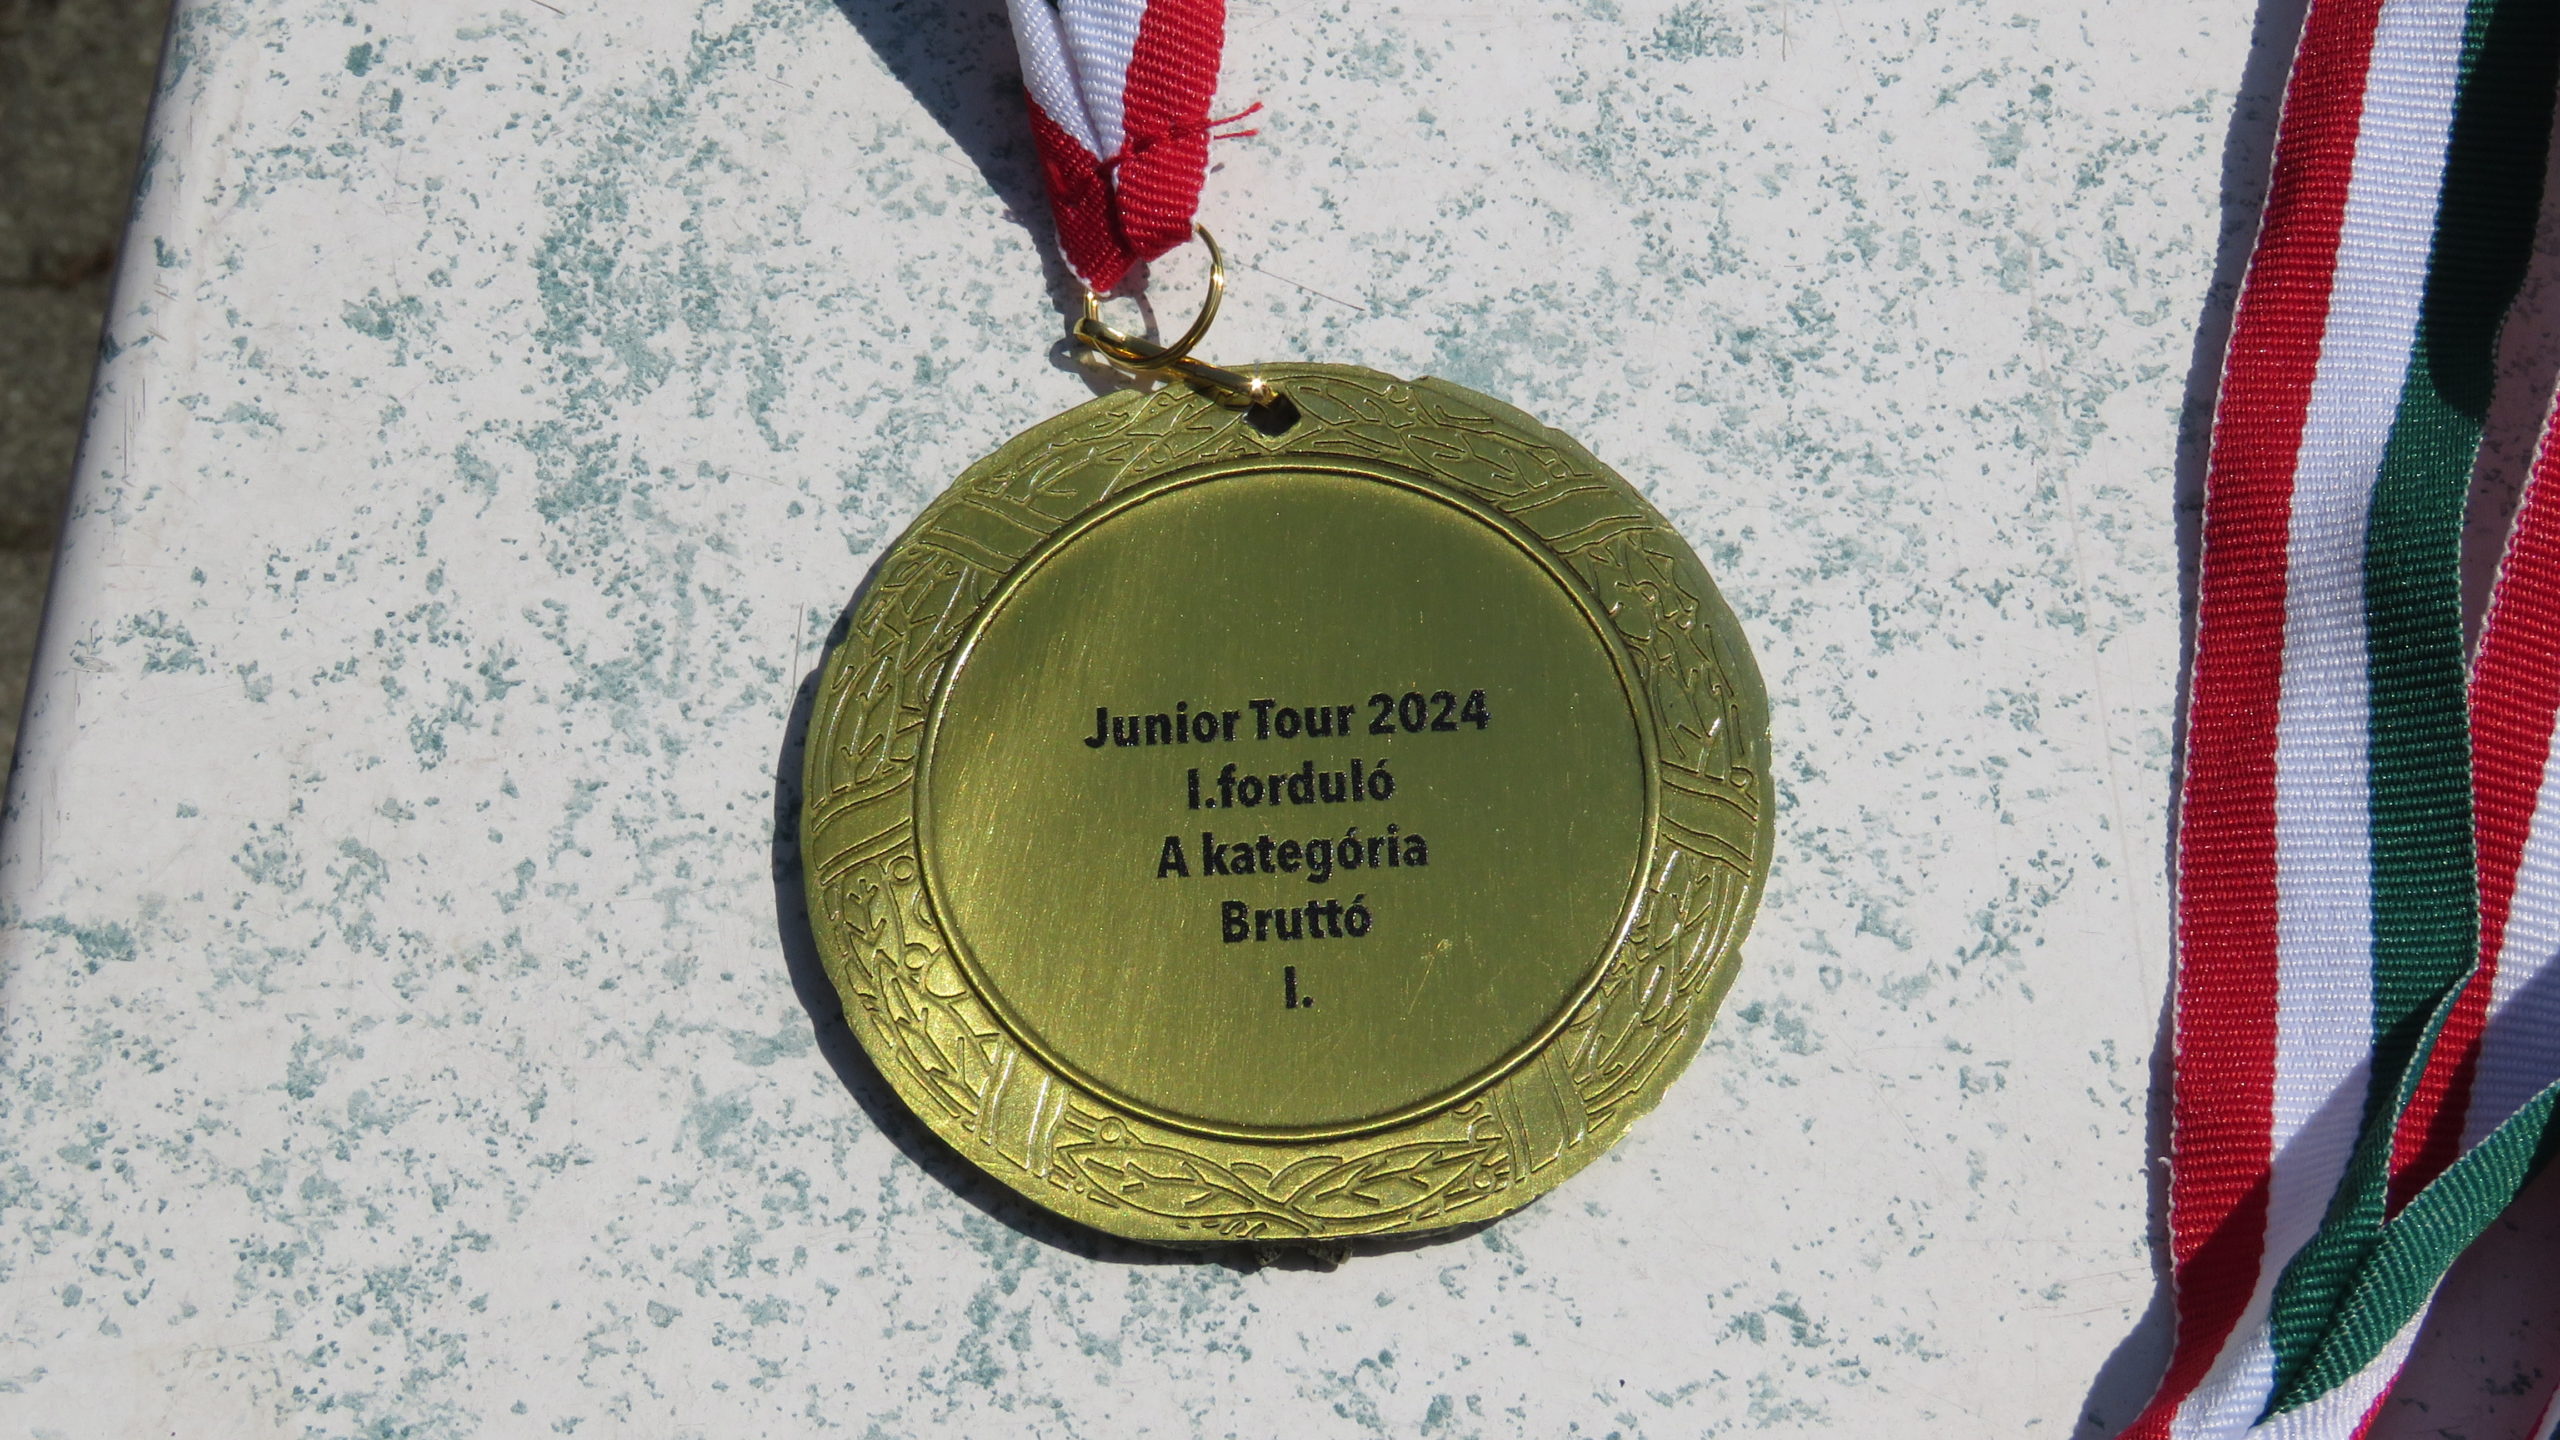 Junior Tour 2024
I.forduló
A kategória
Bruttó
I.